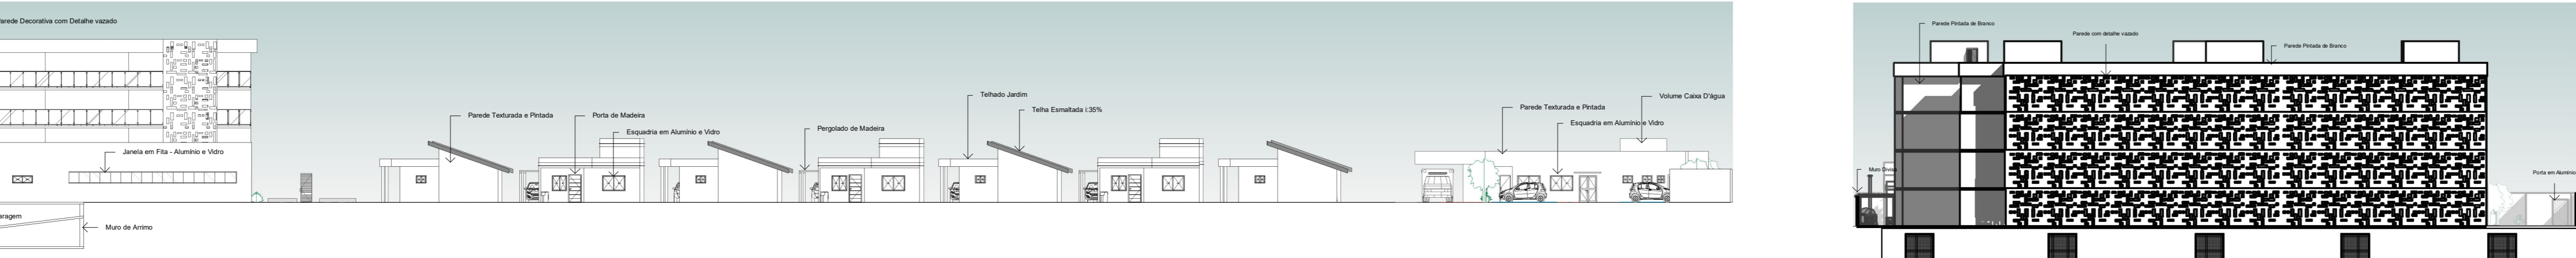 Parede Decorativa com Detalhe vazado
Janela em Fita - Alumínio e Vidro
aragem
Muro de Arrimo
Parede Texturada e Pintada
Porta de Madeira
Esquadria em Alumínio e Vidro
Pergolado de Madeira
Telhado Jardim
Telha Esmaltada i:35%
Parede Texturada e Pintada
Esquadria em Alumínio e Vidro
Volume Caixa D'água
Parede Pintada de Branco
Parede com detalhe vazado
Parede Pintada de Branco
Muro Divisa
Porta em Alumínio